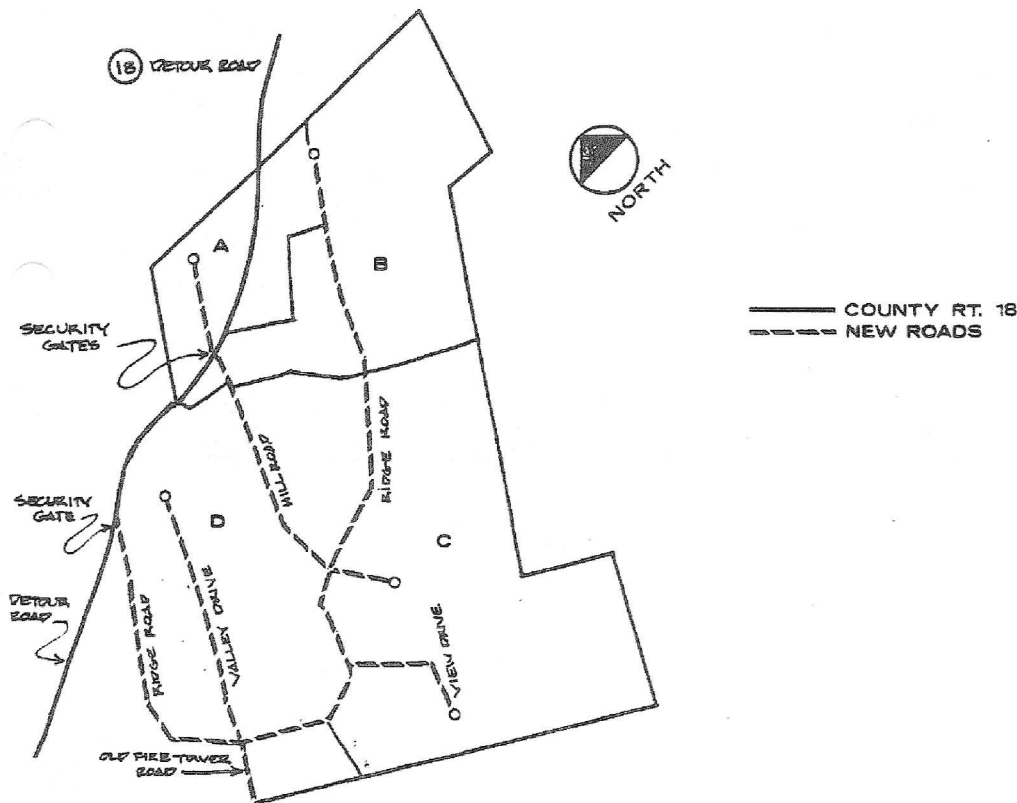 18 DETOUR ROAD
NORTH
A
B
SECURITY
GATES
COUNTY RT. 18
NEW ROADS
HILL ROAD
RIDGE ROAD
SECURITY
GATE
D
C
DETOUR
ROAD
RIDGE ROAD
VALLEY DRIVE
VIEW DRIVE
OLD FIRE TOWER
ROAD